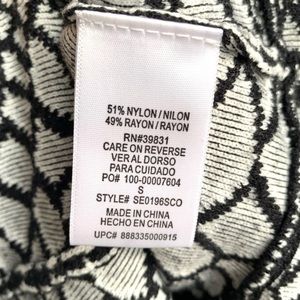 51% NYLON / NILON
49% RAYON / RAYON
RN#39831
CARE ON REVERSE
VER AL DORSO
PARA CUIDADO
PO# 100-00007604
S
STYLE# SE0196SCO
MADE IN CHINA
HECHO EN CHINA
UPC# 888335000915